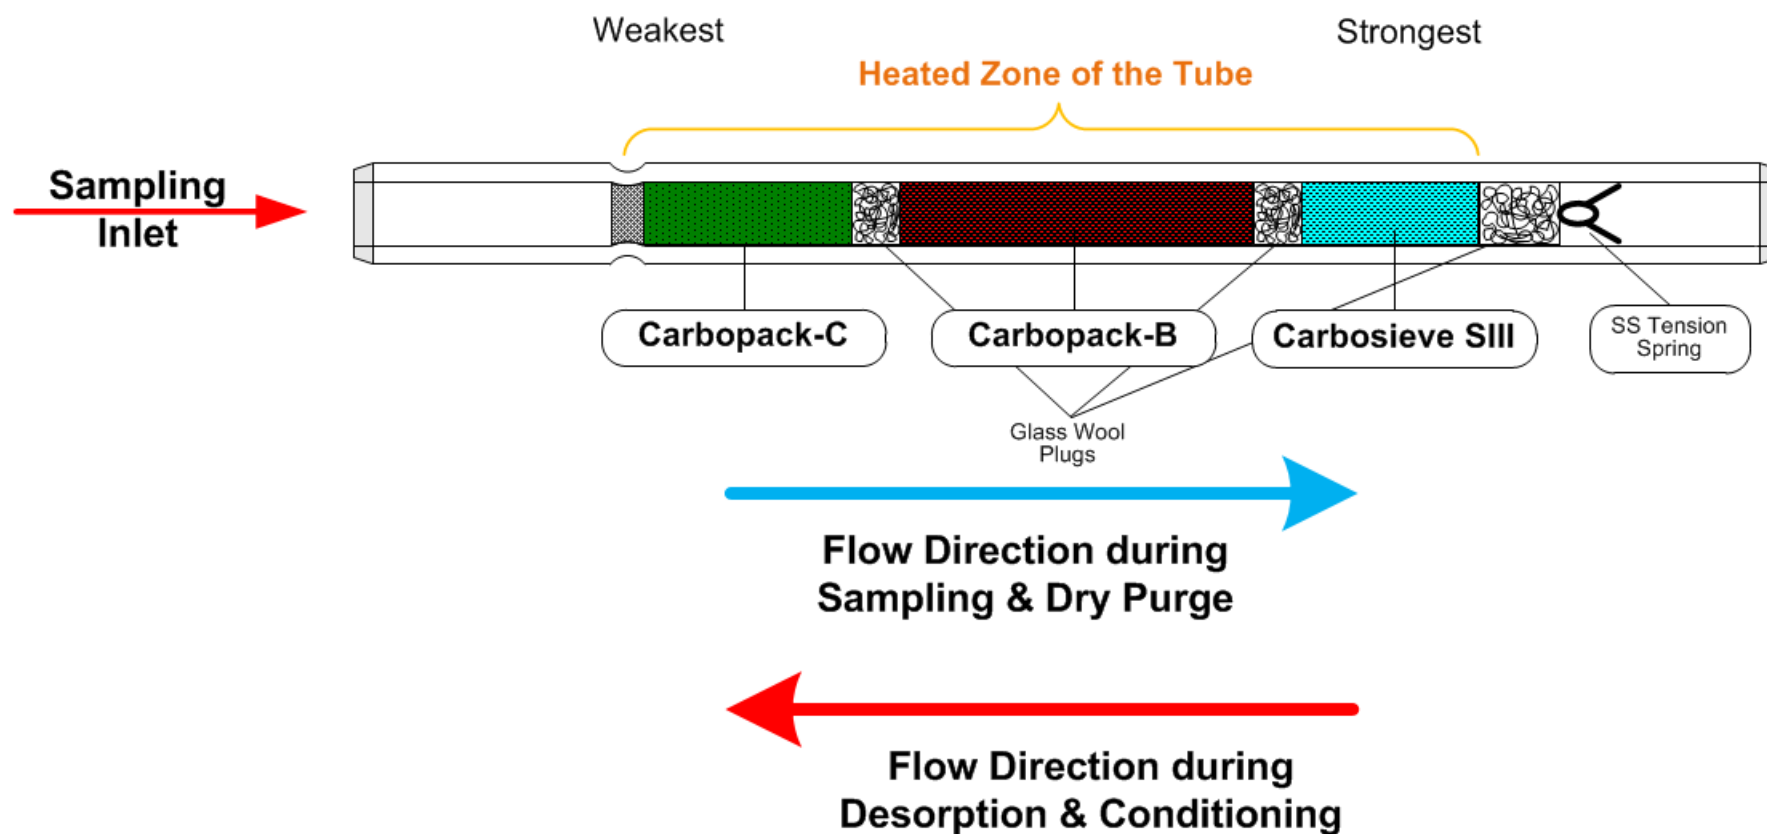 Weakest
Strongest
Heated Zone of the Tube
Sampling
Inlet
Carbopack-C
Carbopack-B
Carbosieve SIII
SS Tension
Spring
Glass Wool
Plugs
Flow Direction during
Sampling & Dry Purge
Flow Direction during
Desorption & Conditioning